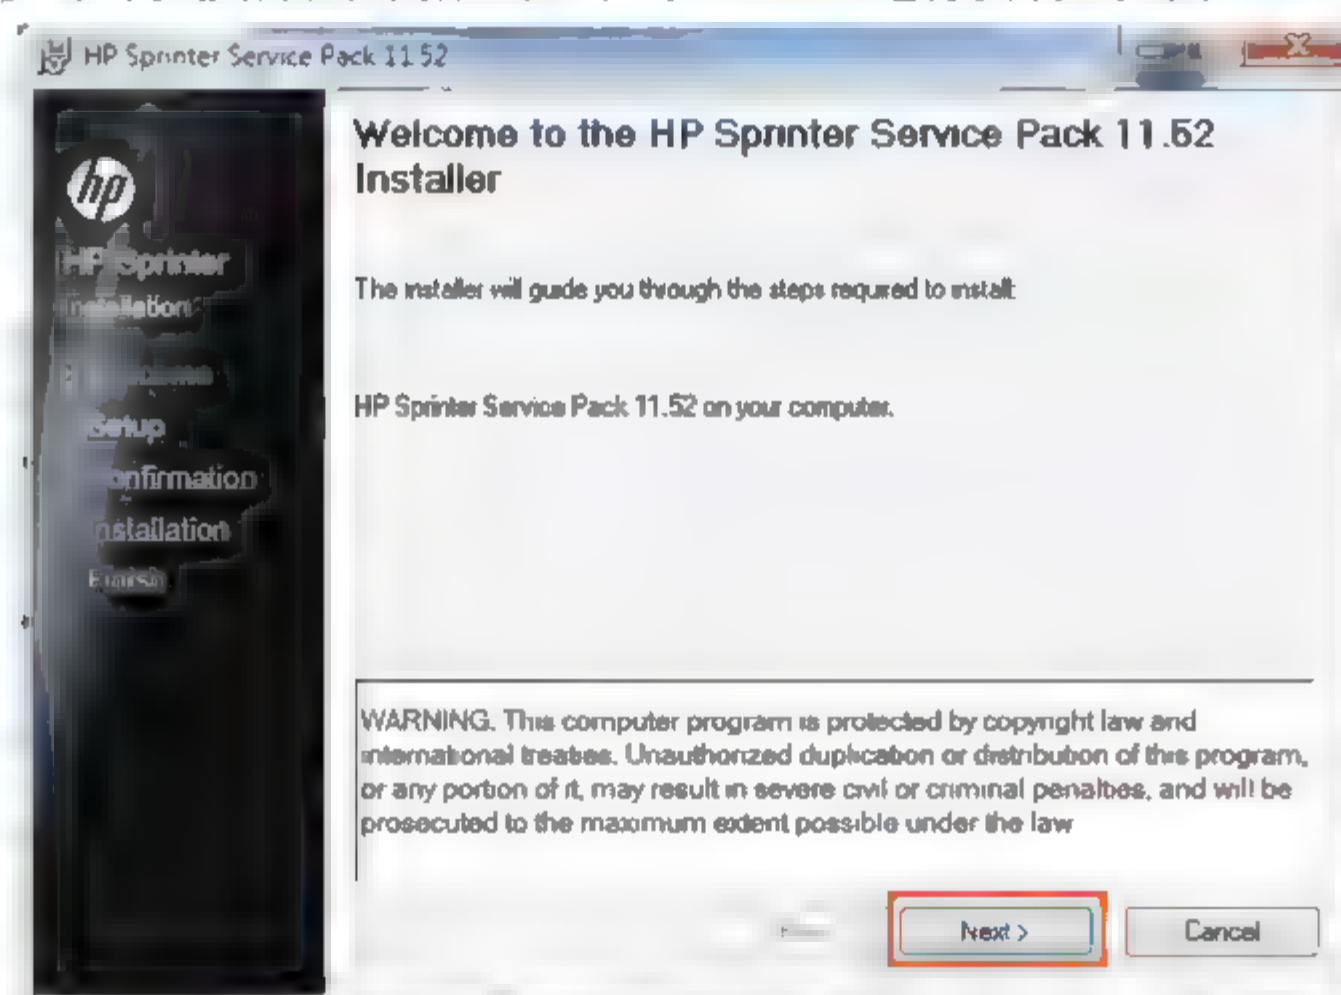 HP Sprinter Service Pack 11.52
Welcome to the HP Sprinter Service Pack 11.52
Installer
hp
HP Sprinter
Installation
The installer will guide you through the steps required to install:
HP Sprinter Service Pack 11.52 on your computer.
Setup
Confirmation
Installation
Finish
WARNING. This computer program is protected by copyright law and
international treaties. Unauthorized duplication or distribution of this program,
or any portion of it, may result in severe civil or criminal penalties, and will be
prosecuted to the maximum extent possible under the law
Next >
Cancel